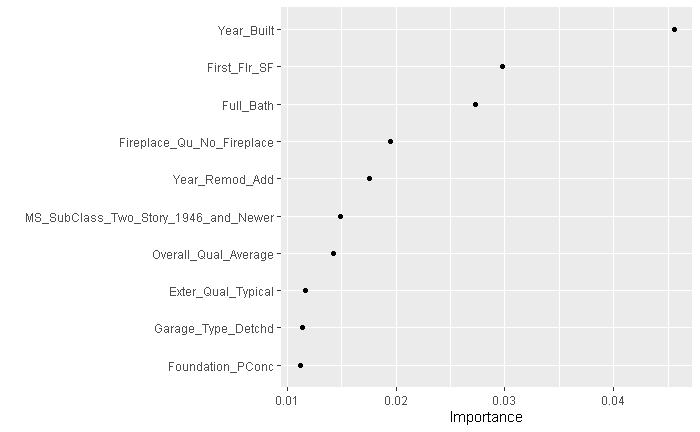 Year_Built
First_Flr_SF
Full_Bath
Fireplace_Qu_No_Fireplace
Year_Remod_Add
MS_SubClass_Two_Story_1946_and_Newer
Overall_Qual_Average
Exter_Qual_Typical
Garage_Type_Detchd
Foundation_PConc
0.01 0.02 0.03 0.04
Importance